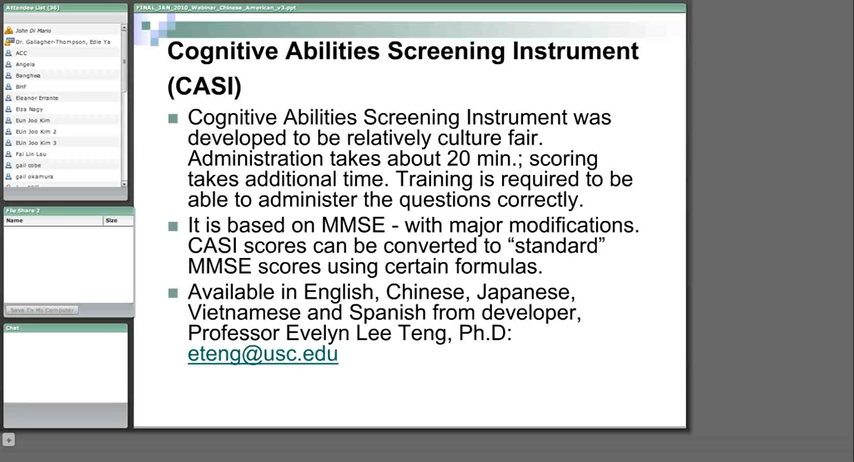 Attendee List (36)
John Di Mario
Dr. Gallagher-Thompson, Edie Ya
ACC
Angela
Banghwa
BHF
Eleanor Errante
Elza Nagy
Eun Joo Kim
Eun Joo Kim 2
Eun Joo Kim 3
Fai Lin Lau
gail cobe
gail okamura
File Share 2
Name Size
Save To My Computer
Chat
FINAL_JAN_2010_Webinar_Chinese_American_v3.ppt
Cognitive Abilities Screening Instrument
(CASI)
Cognitive Abilities Screening Instrument was
developed to be relatively culture fair.
Administration takes about 20 min.; scoring
takes additional time. Training is required to be
able to administer the questions correctly.
It is based on MMSE - with major modifications.
CASI scores can be converted to “standard”
MMSE scores using certain formulas.
Available in English, Chinese, Japanese,
Vietnamese and Spanish from developer,
Professor Evelyn Lee Teng, Ph.D:
eteng@usc.edu